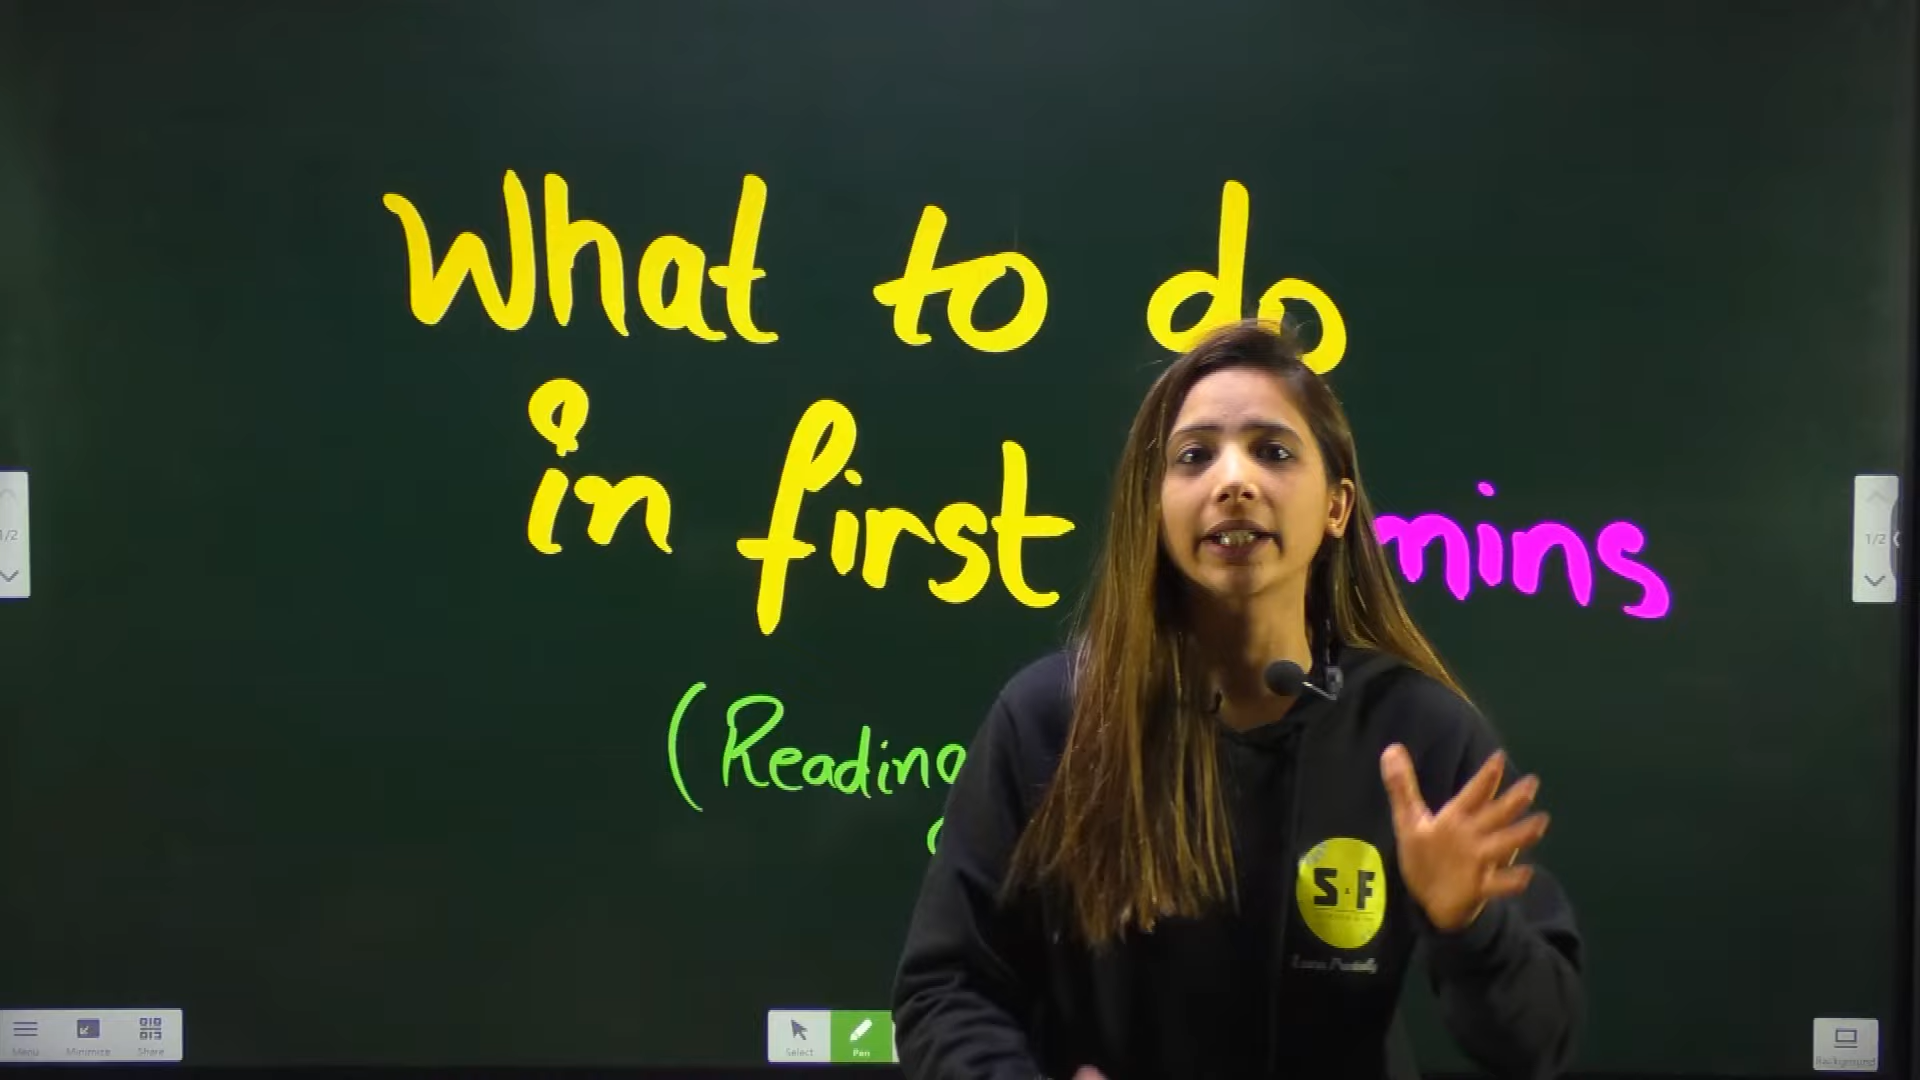 What to do
in first mins
(Reading
1/2
1/2
S.F
Menu Minimize Share
Select Pen
Background